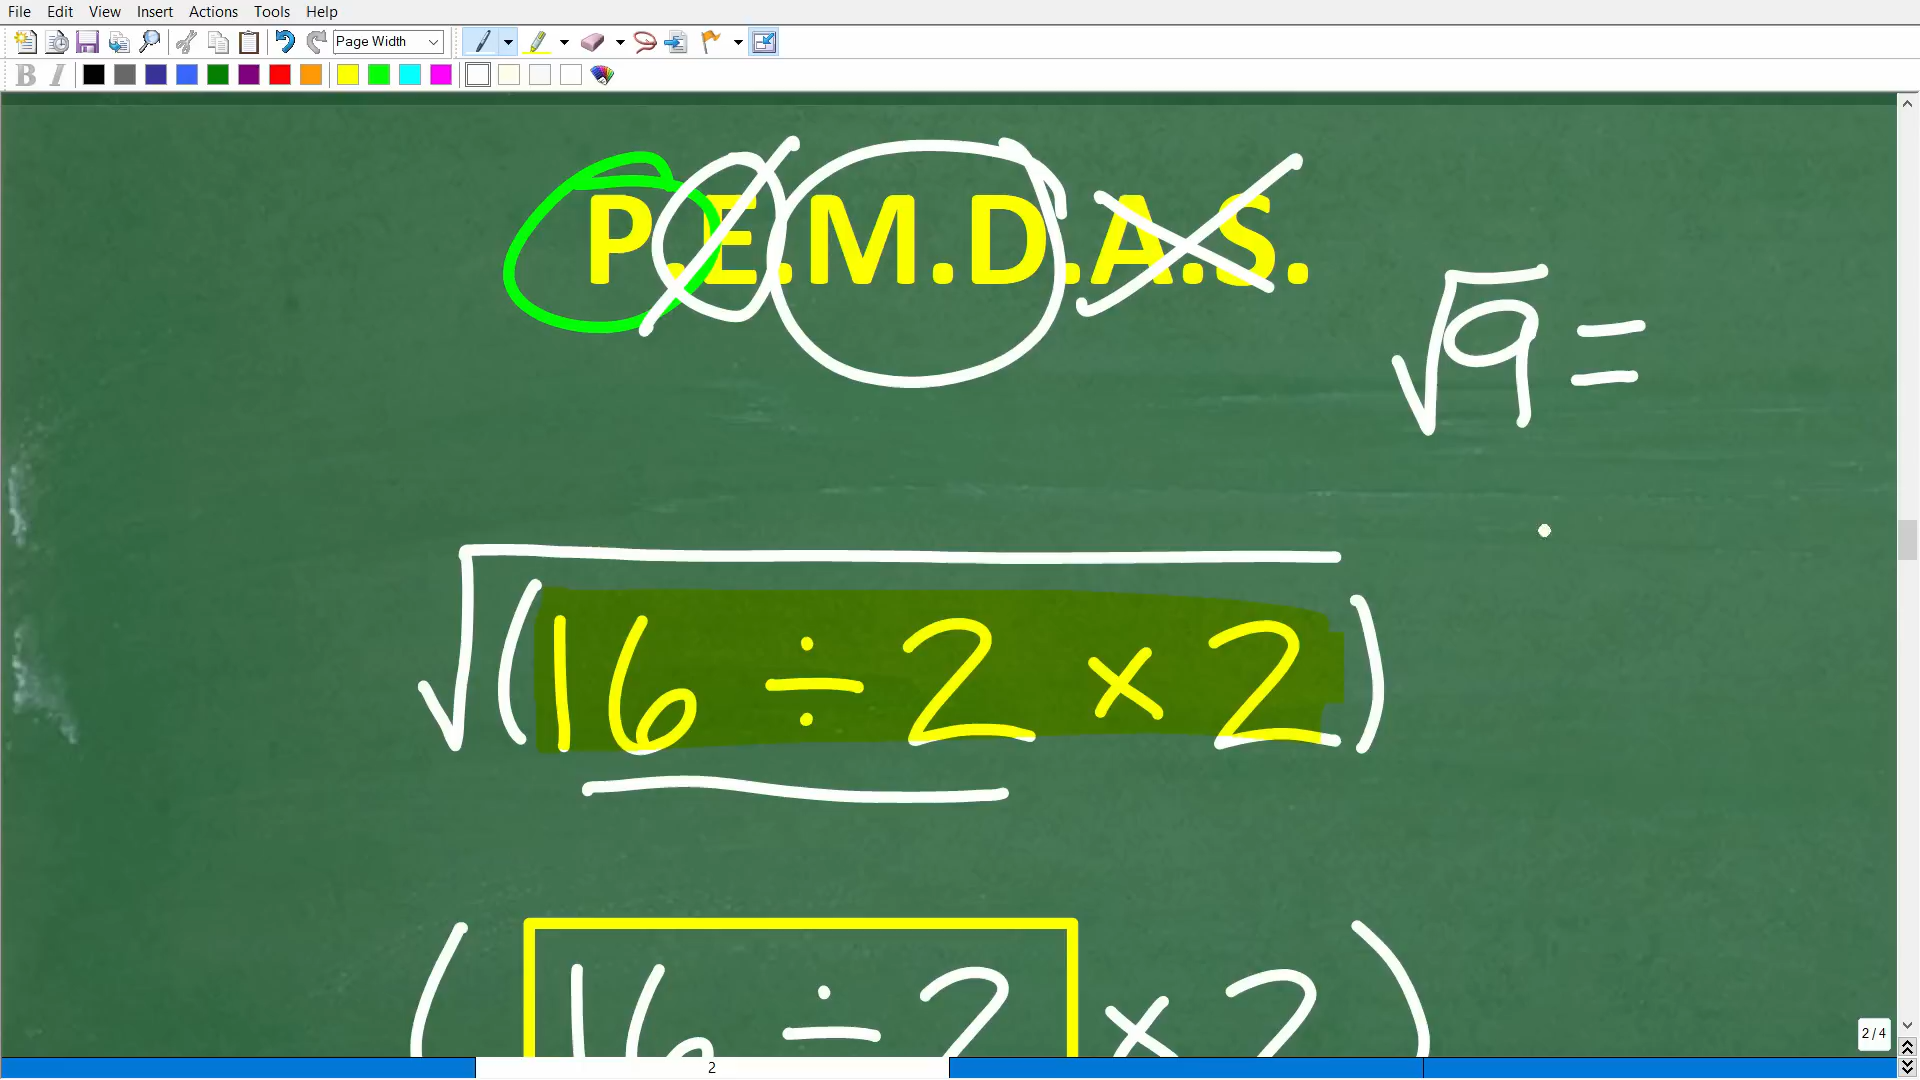 File Edit View Insert Actions Tools Help
Page Width
B I
P.E.M.D.A.S.
√9 =
√(16 ÷ 2 × 2)
(16 ÷ 2 × 2)
2 / 4
2